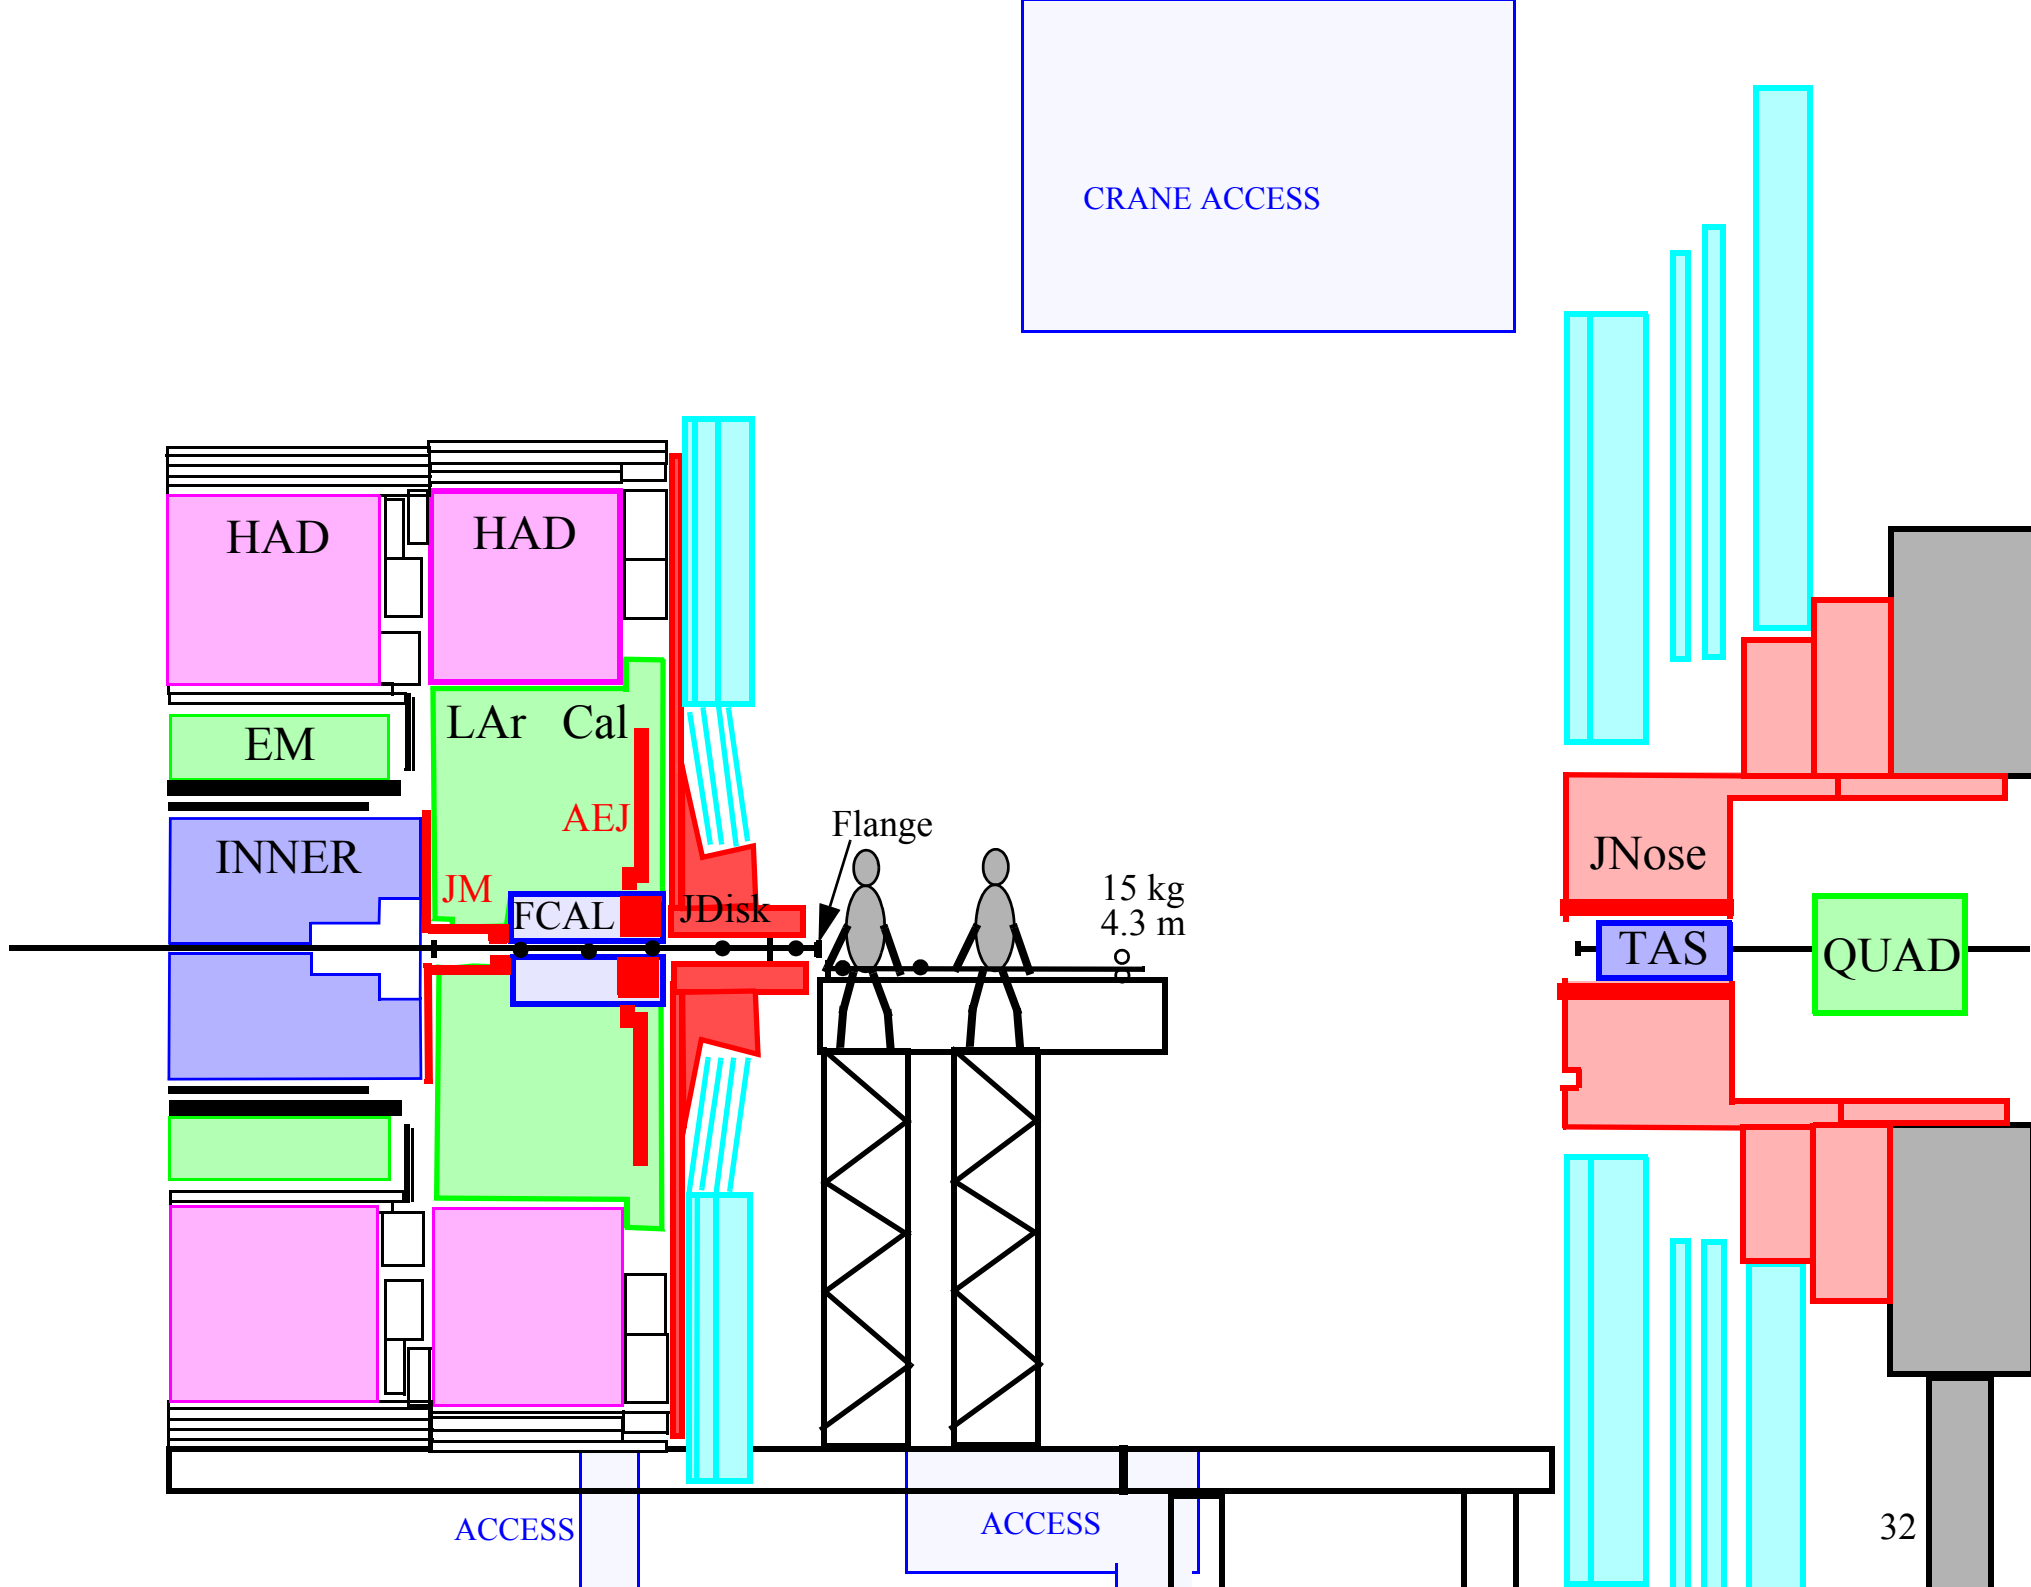 CRANE ACCESS
HAD
HAD
LAr Cal
EM
AEJ
Flange
INNER
JM
FCAL
JDisk
15 kg
4.3 m
JNose
TAS
QUAD
ACCESS
ACCESS
32